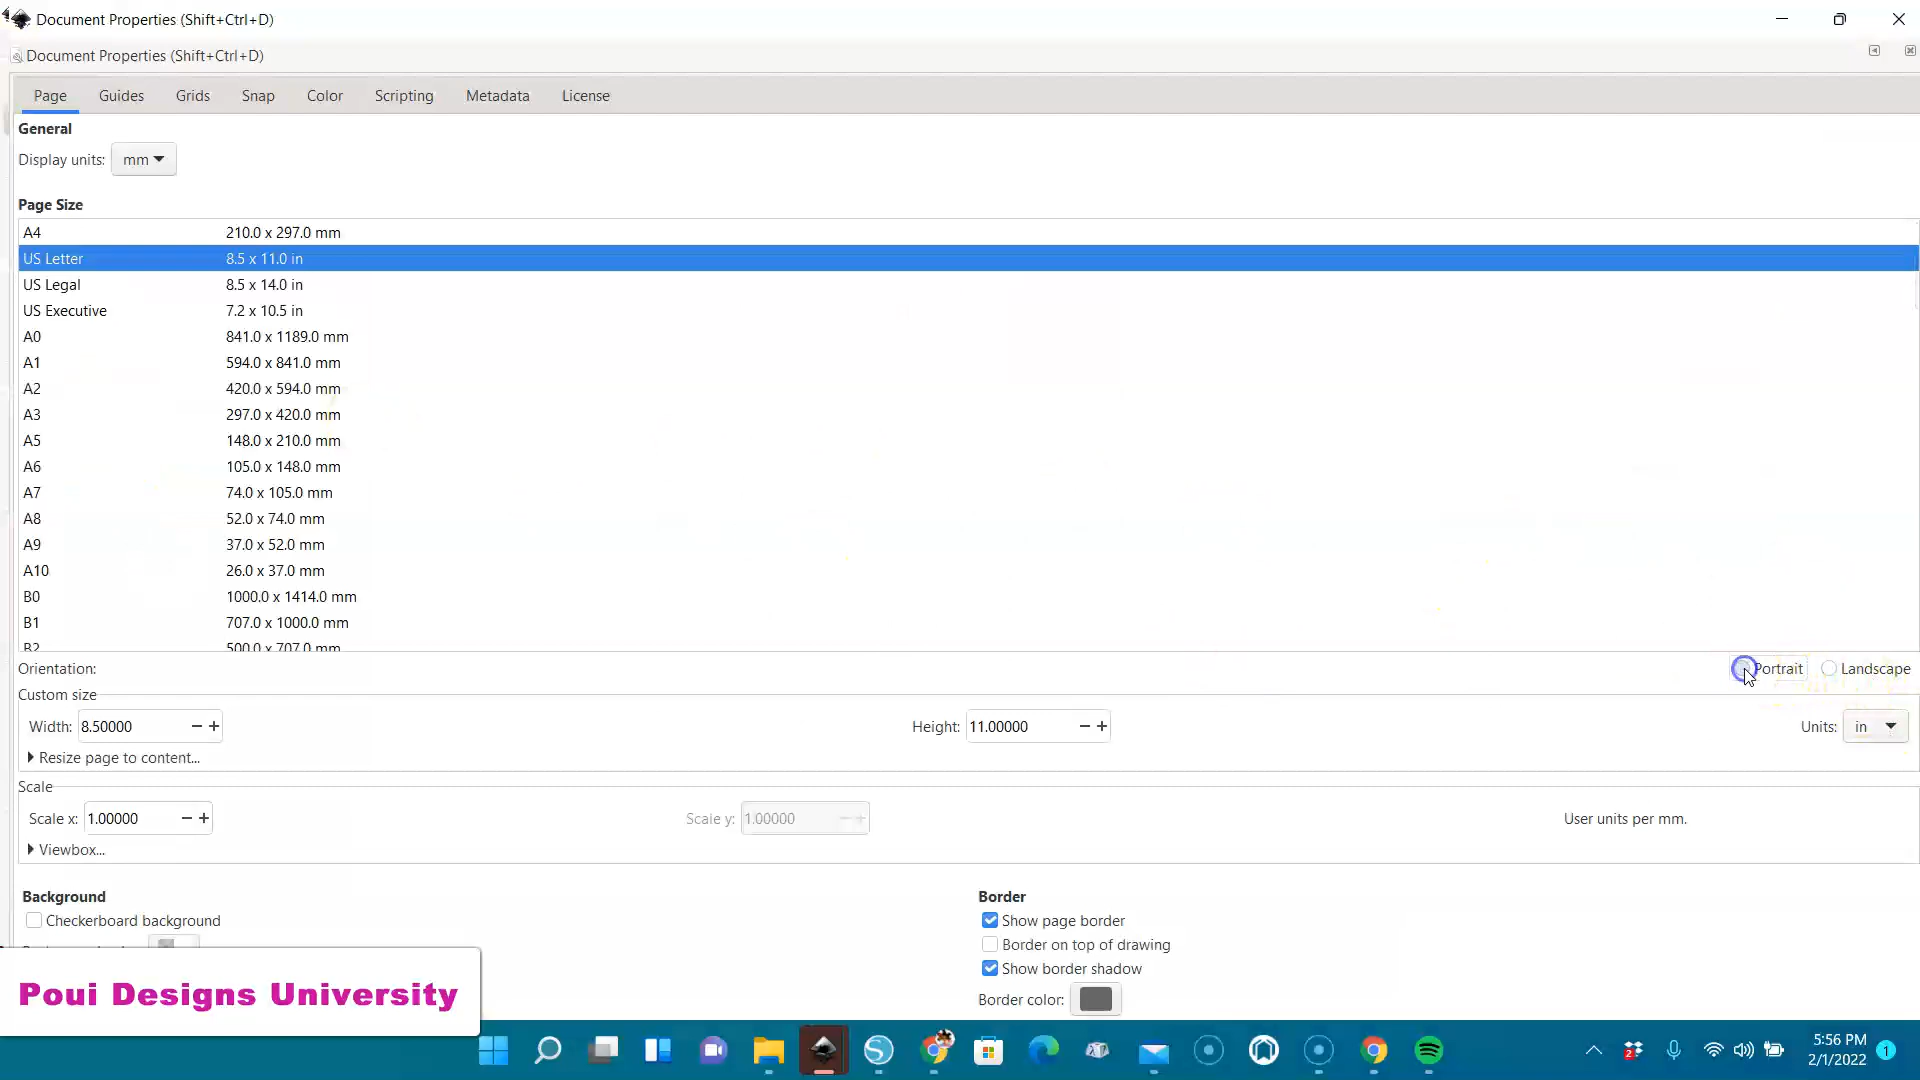 Document Properties (Shift+Ctrl+D)
Document Properties (Shift+Ctrl+D)
Page Guides Grids Snap Color Scripting Metadata License
General
Display units: mm
Page Size
A4 210.0 x 297.0 mm
US Letter 8.5 x 11.0 in
US Legal 8.5 x 14.0 in
US Executive 7.2 x 10.5 in
A0 841.0 x 1189.0 mm
A1 594.0 x 841.0 mm
A2 420.0 x 594.0 mm
A3 297.0 x 420.0 mm
A5 148.0 x 210.0 mm
A6 105.0 x 148.0 mm
A7 74.0 x 105.0 mm
A8 52.0 x 74.0 mm
A9 37.0 x 52.0 mm
A10 26.0 x 37.0 mm
B0 1000.0 x 1414.0 mm
B1 707.0 x 1000.0 mm
B2 500.0 x 707.0 mm
Orientation: Portrait Landscape
Custom size
Width: 8.50000 Height: 11.00000 Units: in
Resize page to content...
Scale
Scale x: 1.00000 Scale y: 1.00000 User units per mm.
Viewbox...
Background Border
Checkerboard background Show page border
Border on top of drawing
Show border shadow
Border color:
Poui Designs University
5:56 PM
2/1/2022
1
2